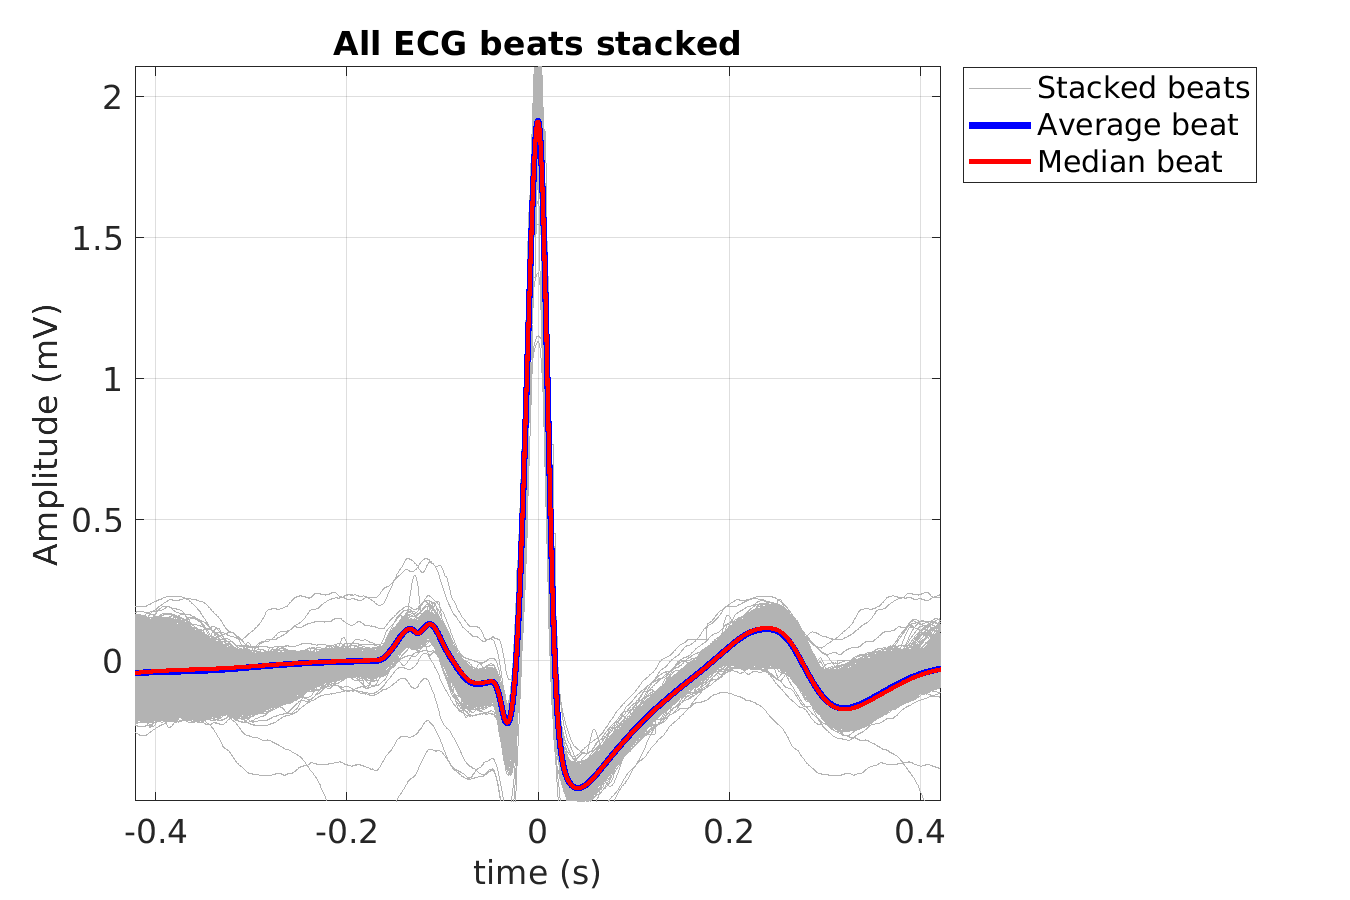 All ECG beats stacked
Stacked beats
Average beat
Median beat
2
1.5
1
0.5
0
Amplitude (mV)
-0.4 -0.2 0 0.2 0.4
time (s)